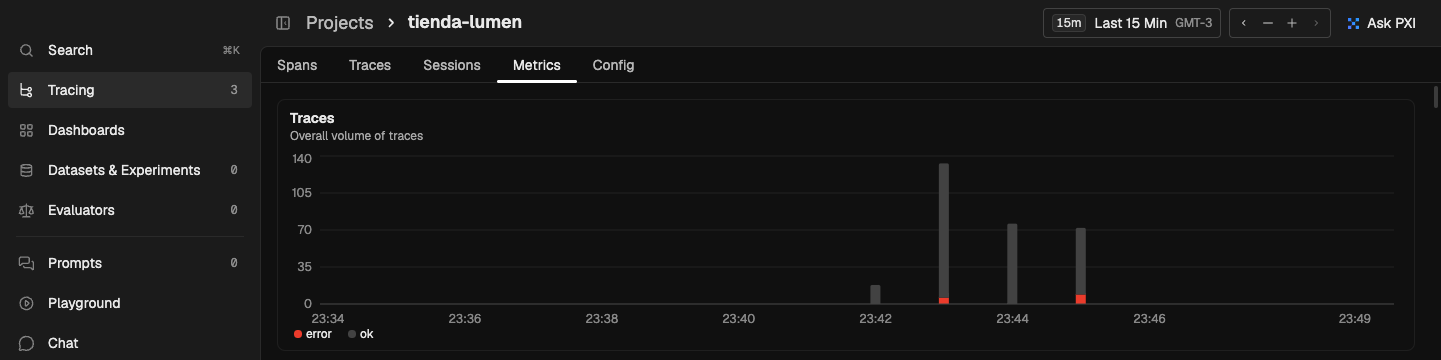 Projects > tienda-lumen
15m Last 15 Min GMT-3
Ask PXI
Search ⌘K
Tracing 3
Dashboards
Datasets & Experiments 0
Evaluators 0
Prompts 0
Playground
Chat
Spans Traces Sessions Metrics Config
Traces
Overall volume of traces
140
105
70
35
0
23:34 23:36 23:38 23:40 23:42 23:44 23:46 23:49
error ok